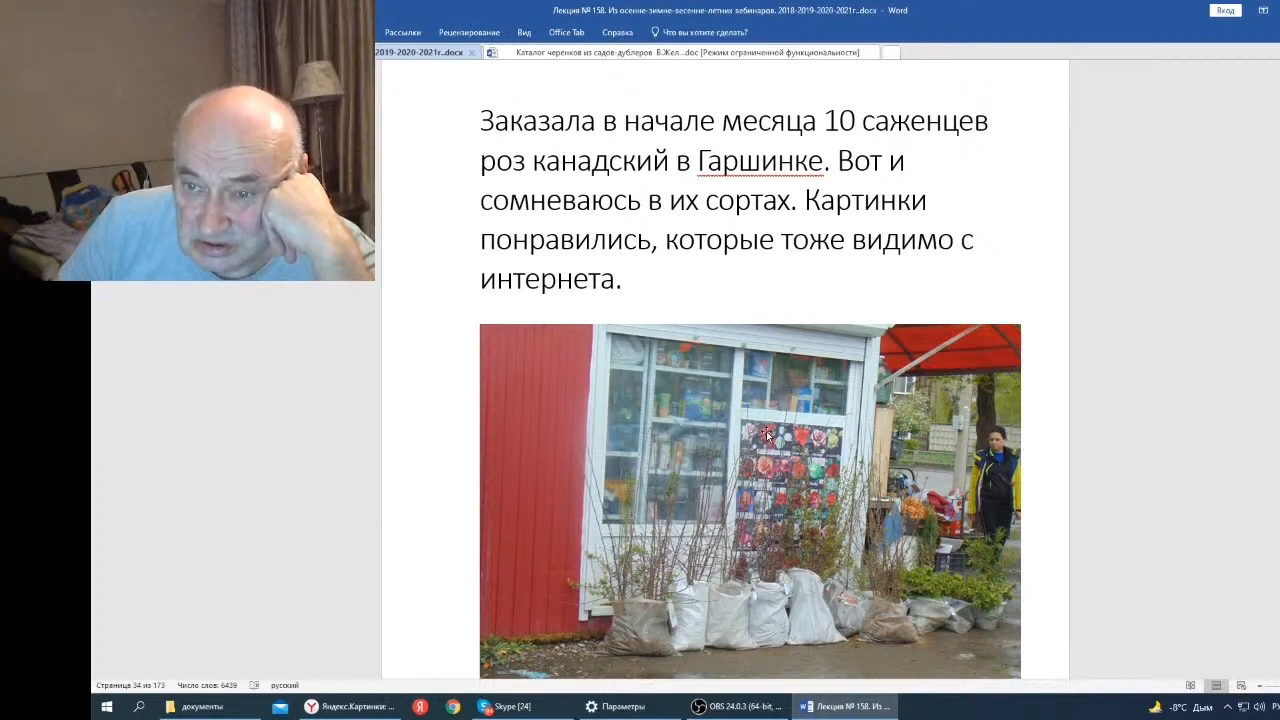 Лекция № 158. Из осенне-зимне-весенне-летних вебинаров. 2018-2019-2020-2021г..docx - Word
Вход
Рассылки Рецензирование Вид Office Tab Справка Что вы хотите сделать?
2019-2020-2021г..docx
Каталог черенков из садов-дублеров В.Жел...doc [Режим ограниченной функциональности]
Заказала в начале месяца 10 саженцев
роз канадский в Гаршинке. Вот и
сомневаюсь в их сортах. Картинки
понравились, которые тоже видимо с
интернета.
Страница 34 из 173 Число слов: 6439 русский
документы
Яндекс.Картинки: ...
Skype [24]
Параметры
OBS 24.0.3 (64-bit, ...
Лекция № 158. Из ...
-8°C Дым